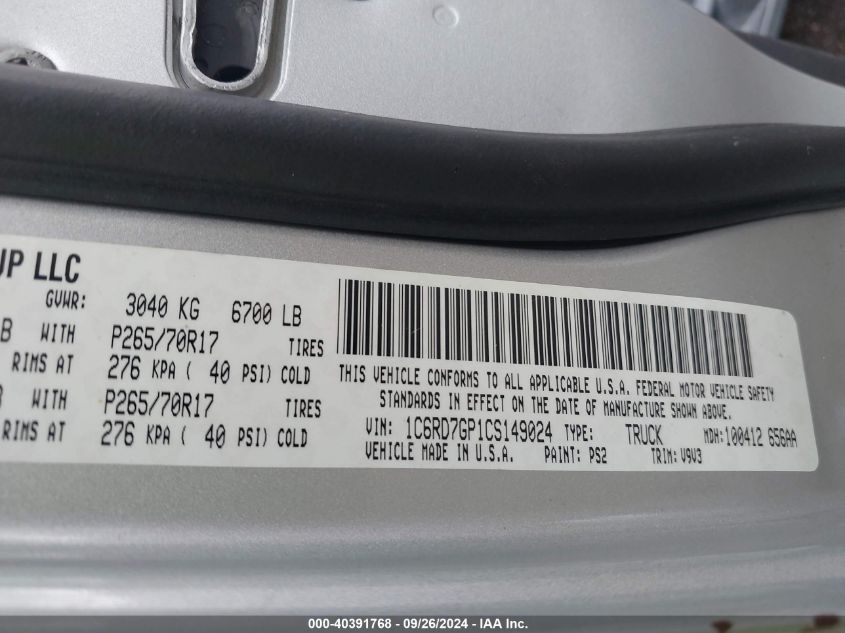 UP LLC
GVWR: 3040 KG 6700 LB
B WITH P265/70R17 TIRES
RIMS AT 276 KPA ( 40 PSI) COLD
WITH P265/70R17 TIRES
RIMS AT 276 KPA ( 40 PSI) COLD
THIS VEHICLE CONFORMS TO ALL APPLICABLE U.S.A. FEDERAL MOTOR VEHICLE SAFETY
STANDARDS IN EFFECT ON THE DATE OF MANUFACTURE SHOWN ABOVE.
VIN: 1C6RD7GP1CS149024 TYPE: TRUCK MDH: 100412 656AA
VEHICLE MADE IN U.S.A. PAINT: PS2 TRIM: V9V3
000-40391768 - 09/26/2024 - IAA Inc.